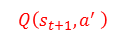 Q(s_{t+1}, a′)